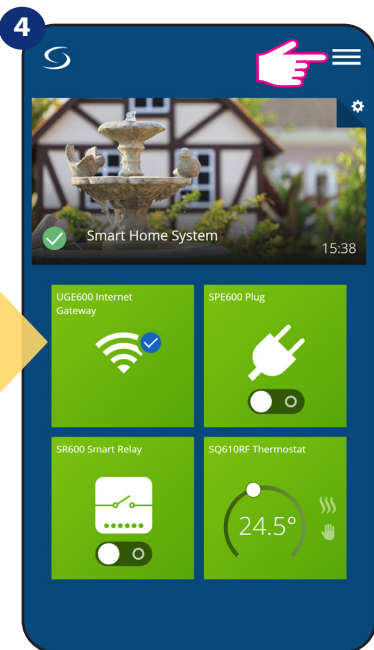 4
Smart Home System
15:38
UGE600 Internet
Gateway
SPE600 Plug
SR600 Smart Relay
SQ610RF Thermostat
24.5°